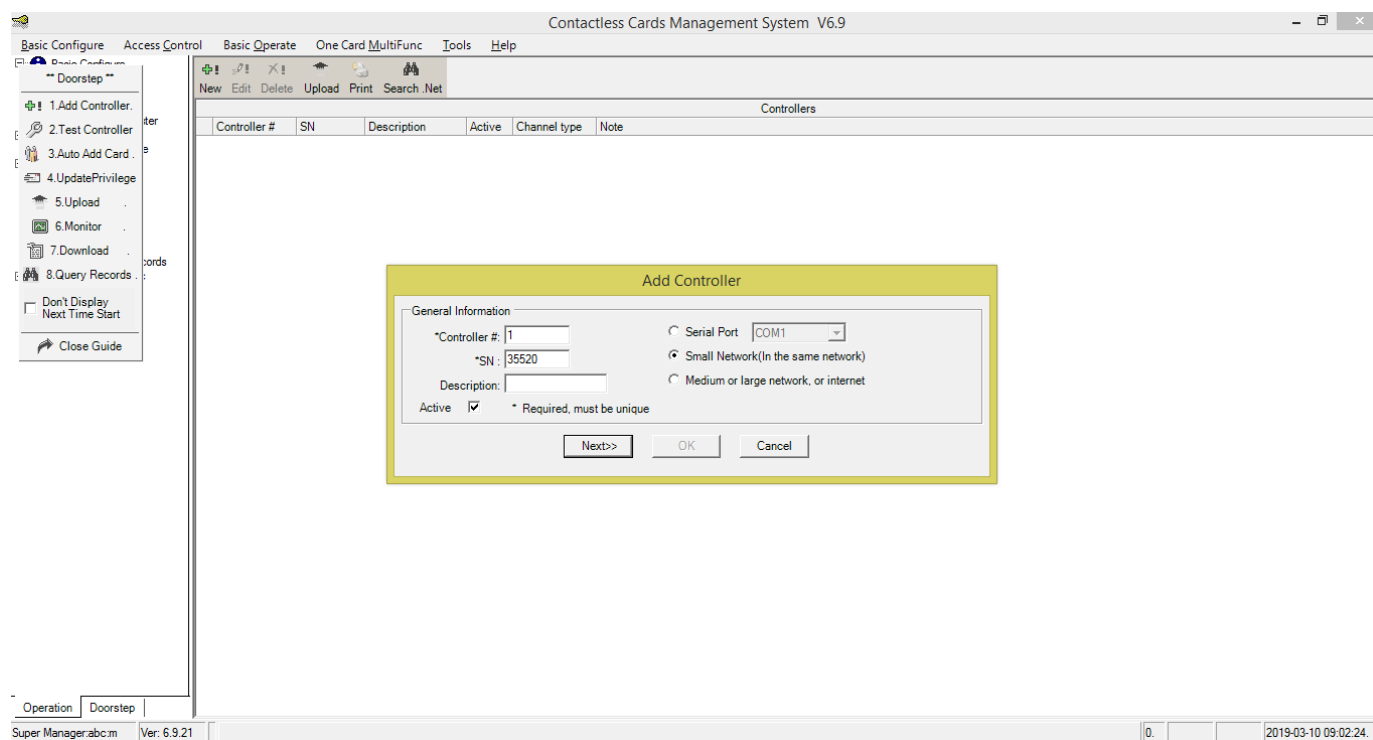 Contactless Cards Management System V6.9
Basic Configure Access Control Basic Operate One Card MultiFunc Tools Help
** Doorstep **
1.Add Controller.
2.Test Controller
3.Auto Add Card .
4.UpdatePrivilege
5.Upload .
6.Monitor .
7.Download .
8.Query Records .
Don't Display
Next Time Start
Close Guide
New Edit Delete Upload Print Search .Net
Controllers
Controller # SN Description Active Channel type Note
Add Controller
General Information
*Controller #: 1
Serial Port COM1
*SN : 35520
Small Network(In the same network)
Description:
Medium or large network, or internet
Active * Required, must be unique
Next>> OK Cancel
Operation Doorstep
Super Manager:abc:m Ver: 6.9.21 0. 2019-03-10 09:02:24.